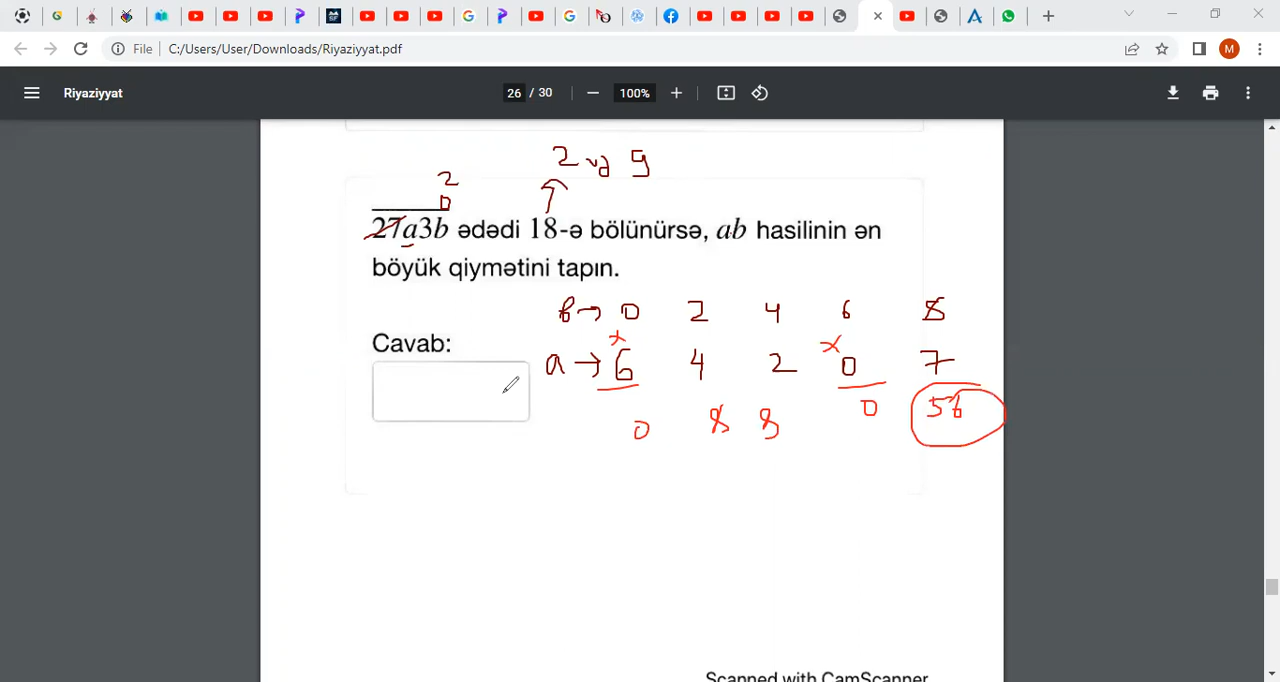 File C:/Users/User/Downloads/Riyaziyyat.pdf M
Riyaziyyat 26 / 30 100%
2 və 9
2
0
27a3b ədədi 18-ə bölünürsə, ab hasilinin ən
böyük qiymətini tapın.
b → 0 2 4 6 8
Cavab:
a → 6 4 2 0 7
0 8 8 0 56
Scanned with CamScanner